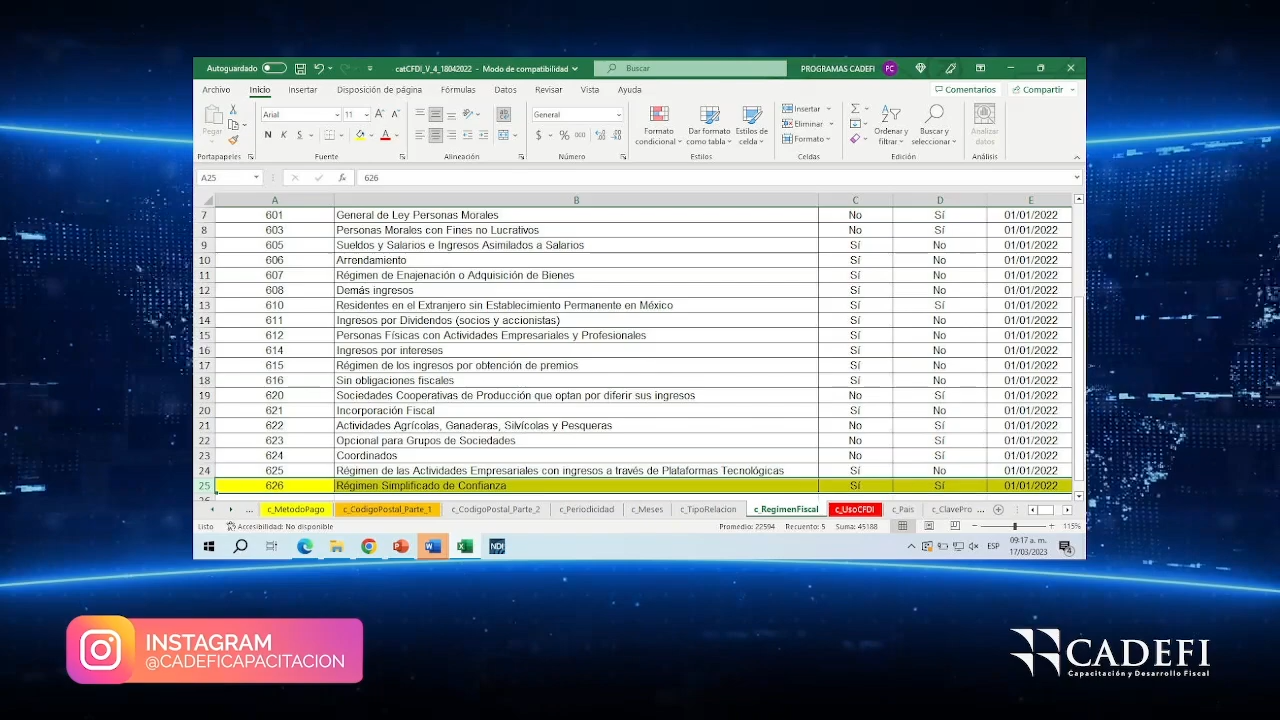 Autoguardado
catCFDI_V_4_18042022 - Modo de compatibilidad
Buscar
PROGRAMAS CADEFI
PC
Archivo Inicio Insertar Disposición de página Fórmulas Datos Revisar Vista Ayuda
Comentarios Compartir
Pegar
Arial 11
N K S
General
$ % 000
Formato condicional
Dar formato como tabla
Estilos de celda
Insertar
Eliminar
Formato
Ordenar y filtrar
Buscar y seleccionar
Analizar datos
Portapapeles Fuente Alineación Número Estilos Celdas Edición Análisis
A25 fx 626
A B C D E
7 601 General de Ley Personas Morales No Sí 01/01/2022
8 603 Personas Morales con Fines no Lucrativos No Sí 01/01/2022
9 605 Sueldos y Salarios e Ingresos Asimilados a Salarios Sí No 01/01/2022
10 606 Arrendamiento Sí No 01/01/2022
11 607 Régimen de Enajenación o Adquisición de Bienes Sí No 01/01/2022
12 608 Demás ingresos Sí No 01/01/2022
13 610 Residentes en el Extranjero sin Establecimiento Permanente en México Sí Sí 01/01/2022
14 611 Ingresos por Dividendos (socios y accionistas) Sí No 01/01/2022
15 612 Personas Físicas con Actividades Empresariales y Profesionales Sí No 01/01/2022
16 614 Ingresos por intereses Sí No 01/01/2022
17 615 Régimen de los ingresos por obtención de premios Sí No 01/01/2022
18 616 Sin obligaciones fiscales Sí No 01/01/2022
19 620 Sociedades Cooperativas de Producción que optan por diferir sus ingresos No Sí 01/01/2022
20 621 Incorporación Fiscal Sí No 01/01/2022
21 622 Actividades Agrícolas, Ganaderas, Silvícolas y Pesqueras No Sí 01/01/2022
22 623 Opcional para Grupos de Sociedades No Sí 01/01/2022
23 624 Coordinados No Sí 01/01/2022
24 625 Régimen de las Actividades Empresariales con ingresos a través de Plataformas Tecnológicas Sí No 01/01/2022
25 626 Régimen Simplificado de Confianza Sí Sí 01/01/2022
... c_MetodoPago c_CodigoPostal_Parte_1 c_CodigoPostal_Parte_2 c_Periodicidad c_Meses c_TipoRelacion c_RegimenFiscal c_UsoCFDI c_Pais c_ClavePro ...
Listo Accesibilidad: No disponible Promedio: 22594 Recuento: 5 Suma: 45188 115%
ESP 09:17 a. m.
17/03/2023
INSTAGRAM
@CADEFICAPACITACION
CADEFI
Capacitación y Desarrollo Fiscal